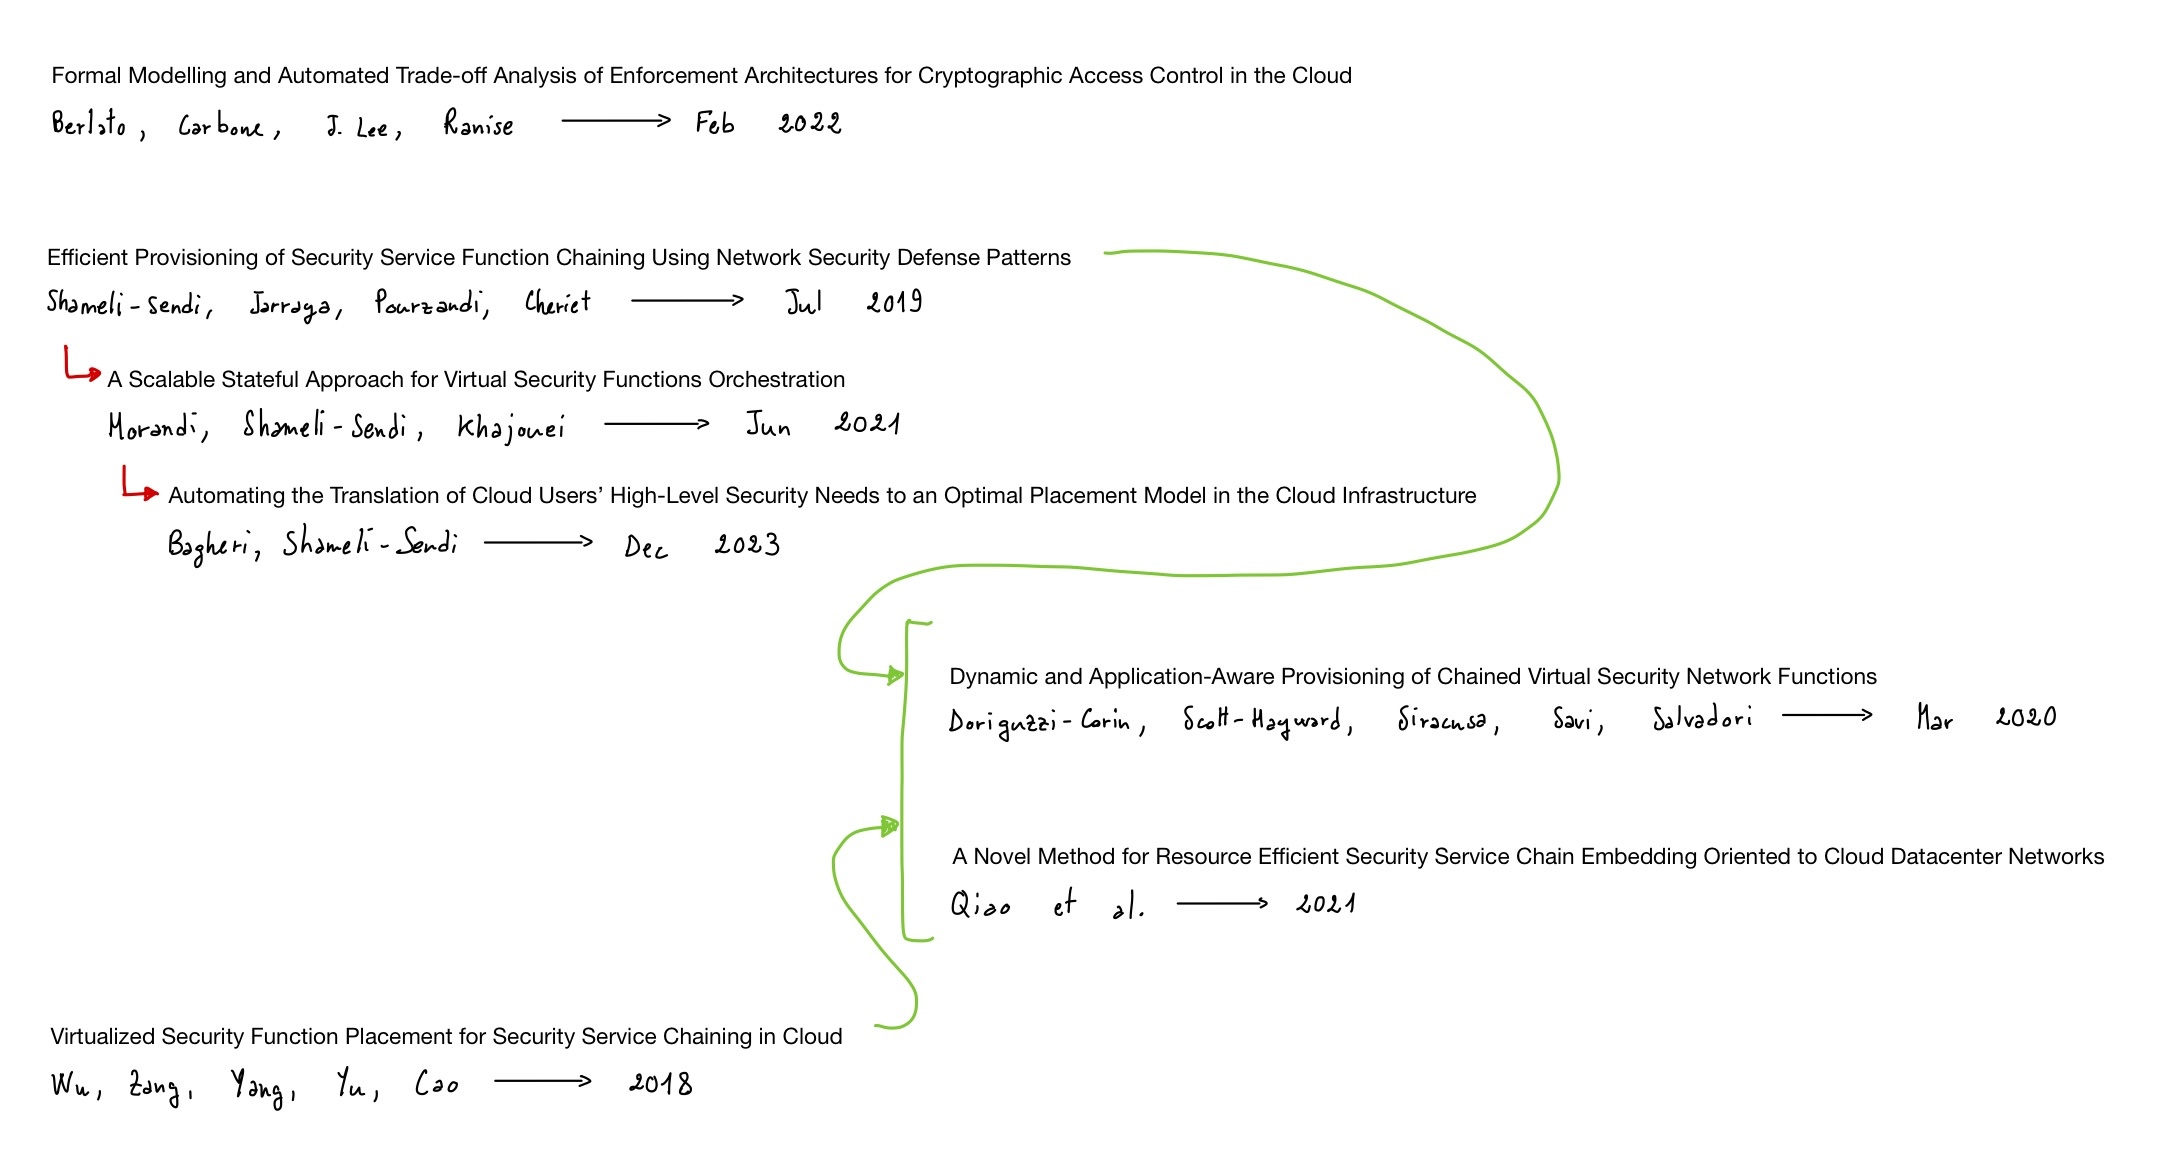 Formal Modelling and Automated Trade-off Analysis of Enforcement Architectures for Cryptographic Access Control in the Cloud
Berlato, Carbone, J. Lee, Ranise → Feb 2022
Efficient Provisioning of Security Service Function Chaining Using Network Security Defense Patterns
Shameli-Sendi, Jarraya, Pourzandi, Cheriet → Jul 2019
A Scalable Stateful Approach for Virtual Security Functions Orchestration
Morandi, Shameli-Sendi, Khajouei → Jun 2021
Automating the Translation of Cloud Users’ High-Level Security Needs to an Optimal Placement Model in the Cloud Infrastructure
Bagheri, Shameli-Sendi → Dec 2023
Dynamic and Application-Aware Provisioning of Chained Virtual Security Network Functions
Doriguzzi-Corin, Scott-Hayward, Siracusa, Savi, Salvadori → Mar 2020
A Novel Method for Resource Efficient Security Service Chain Embedding Oriented to Cloud Datacenter Networks
Qiao et al. → 2021
Virtualized Security Function Placement for Security Service Chaining in Cloud
Wu, Zang, Yang, Yu, Cao → 2018